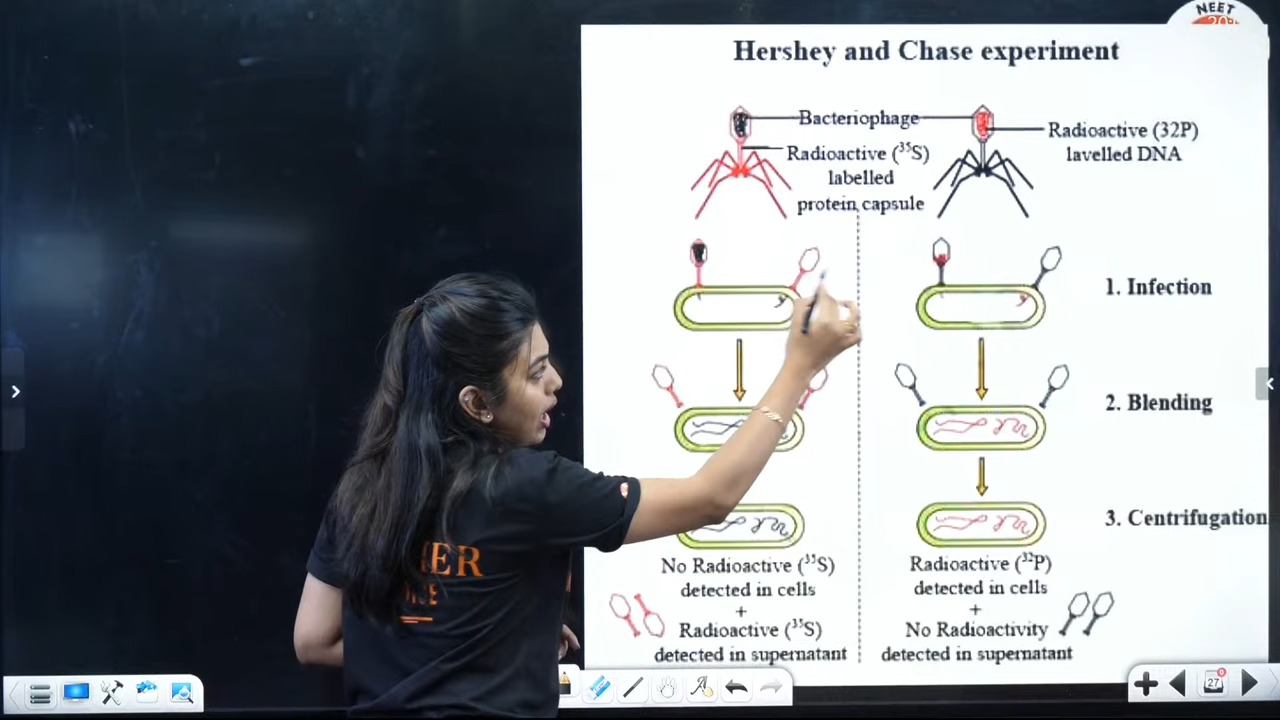 NEET
Hershey and Chase experiment
Bacteriophage
Radioactive (35S)
labelled
protein capsule
Radioactive (32P)
lavelled DNA
1. Infection
2. Blending
3. Centrifugation
No Radioactive (³⁵S)
detected in cells
+
Radioactive (³⁵S)
detected in supernatant
Radioactive (³²P)
detected in cells
+
No Radioactivity
detected in supernatant
27